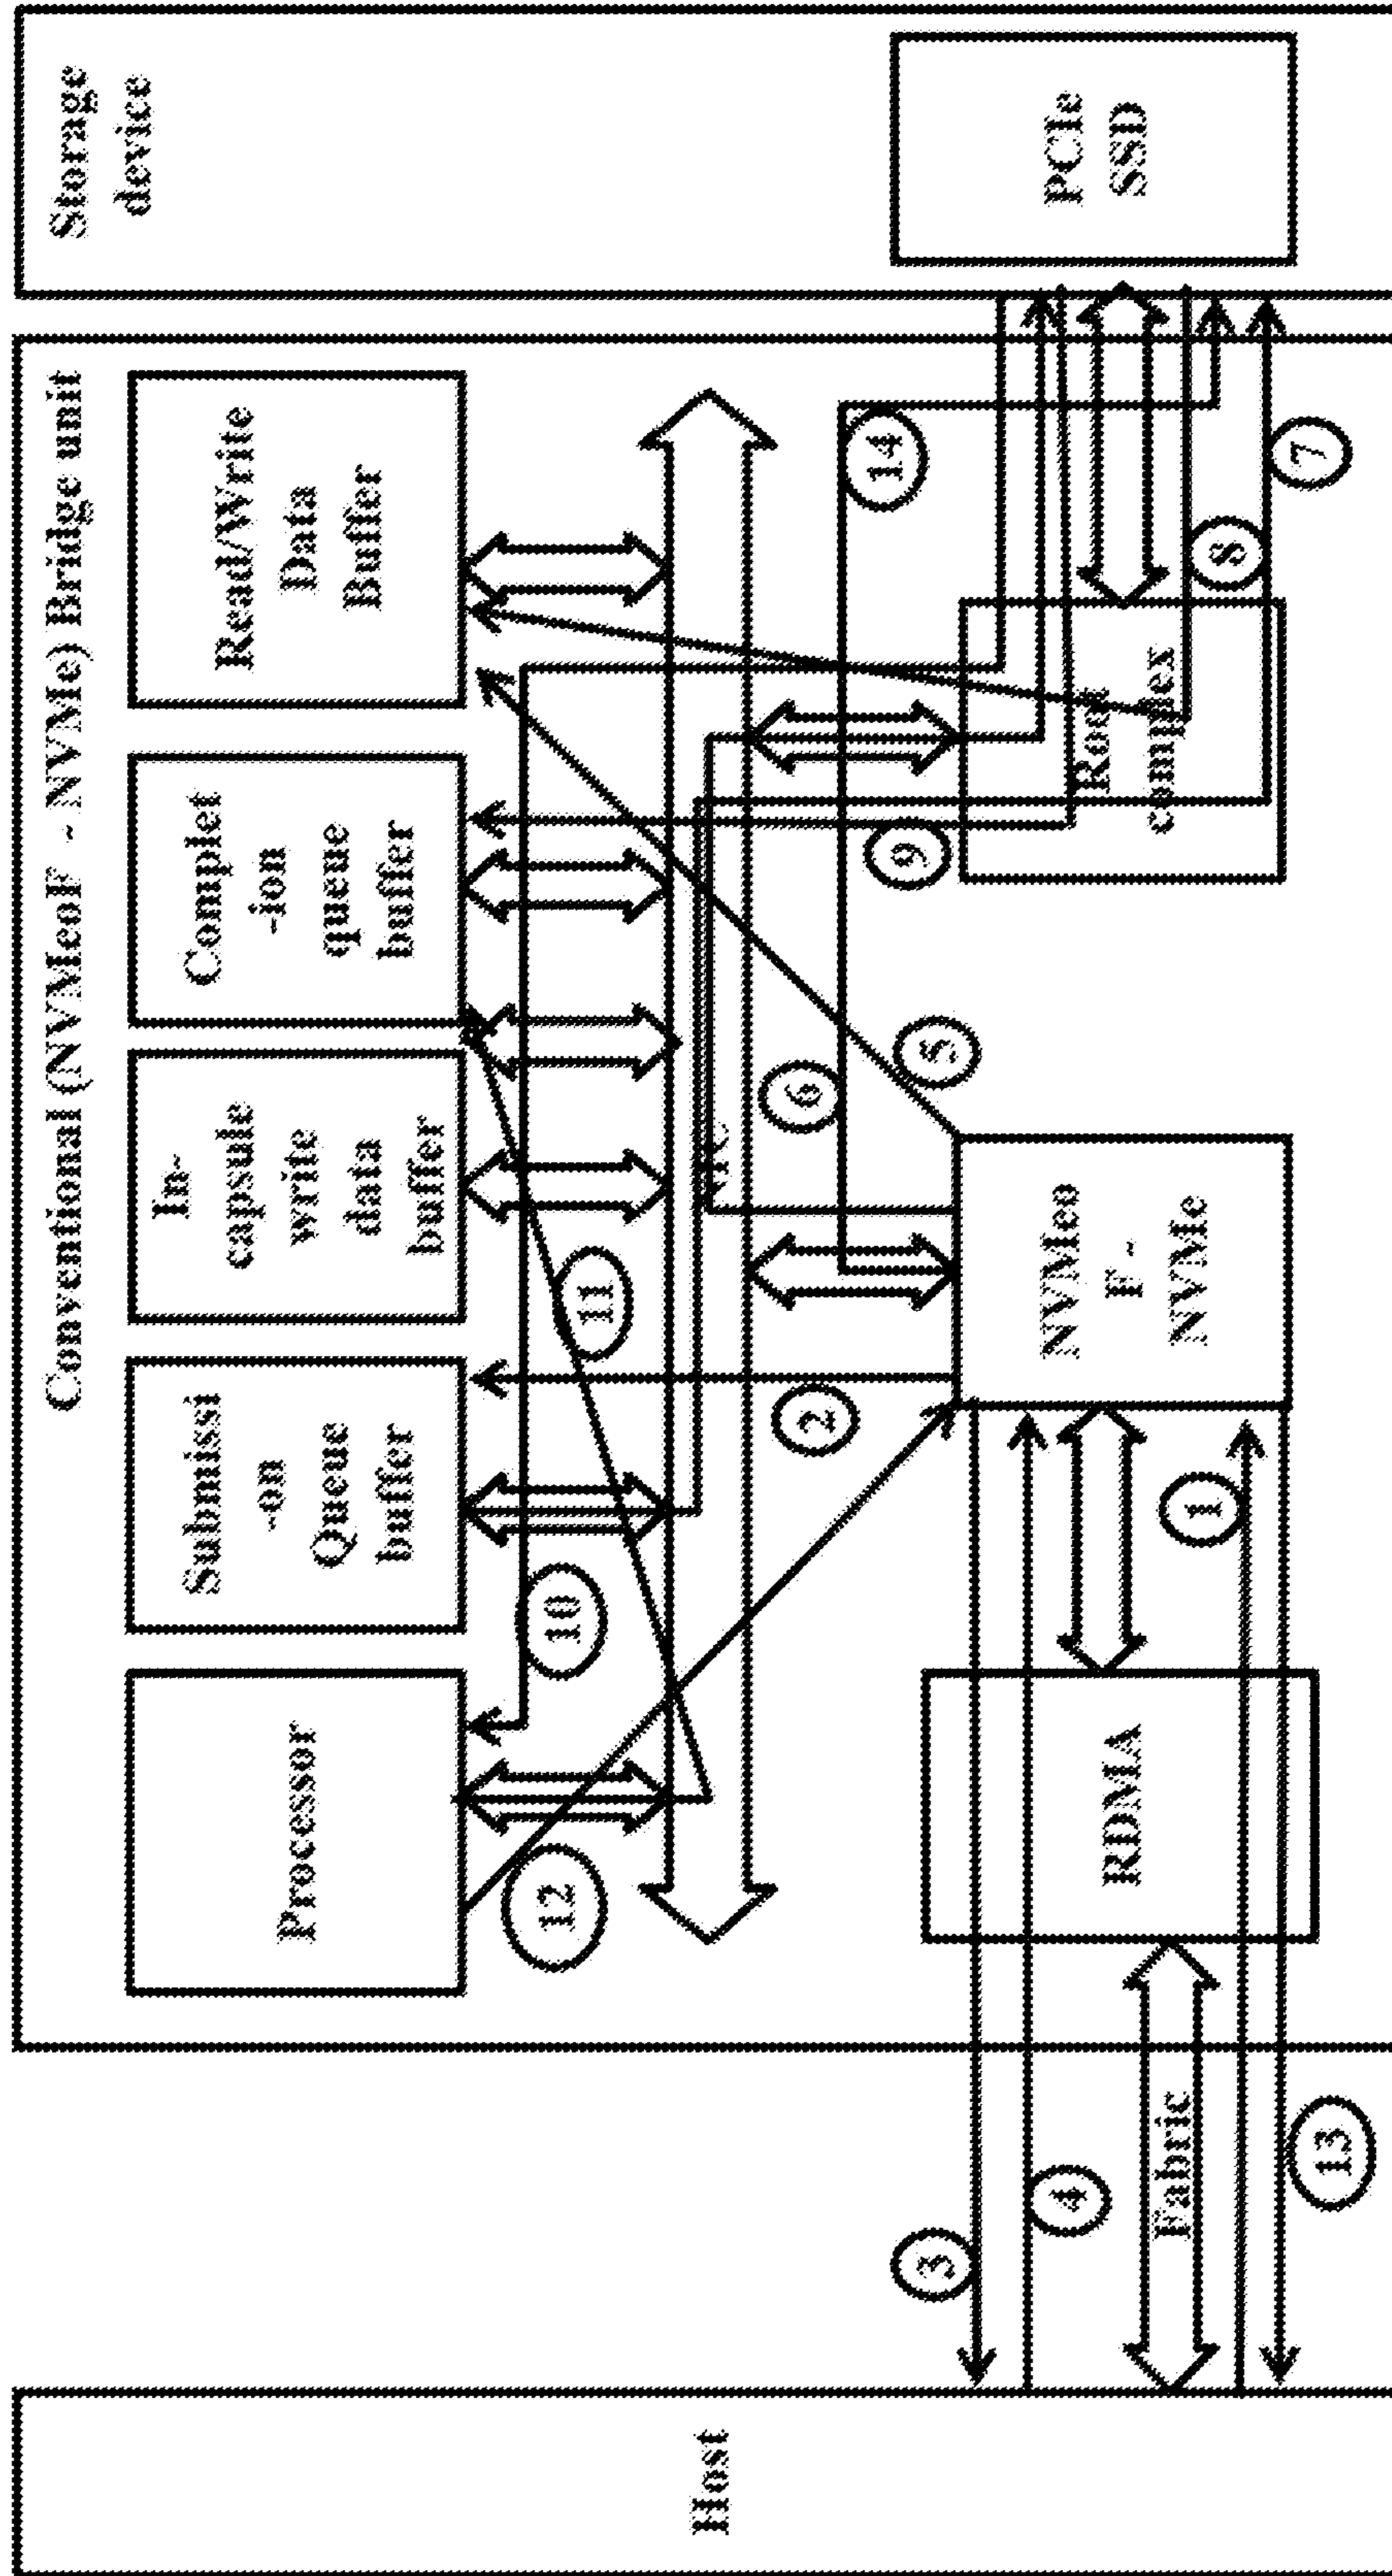 Conventional (NVMeoF - NVMe) Bridge unit
Host
Processor
Submissi
-on
Queue
buffer
In-
capsule
write
data
buffer
Complet
-ion
queue
buffer
Read/Write
Data
Buffer
Storage
device
12
10
11
2
6
5
9
14
3
4
Fabric
13
RDMA
1
NVMeo
F -
NVMe
Root
complex
8
7
PCIe
SSD